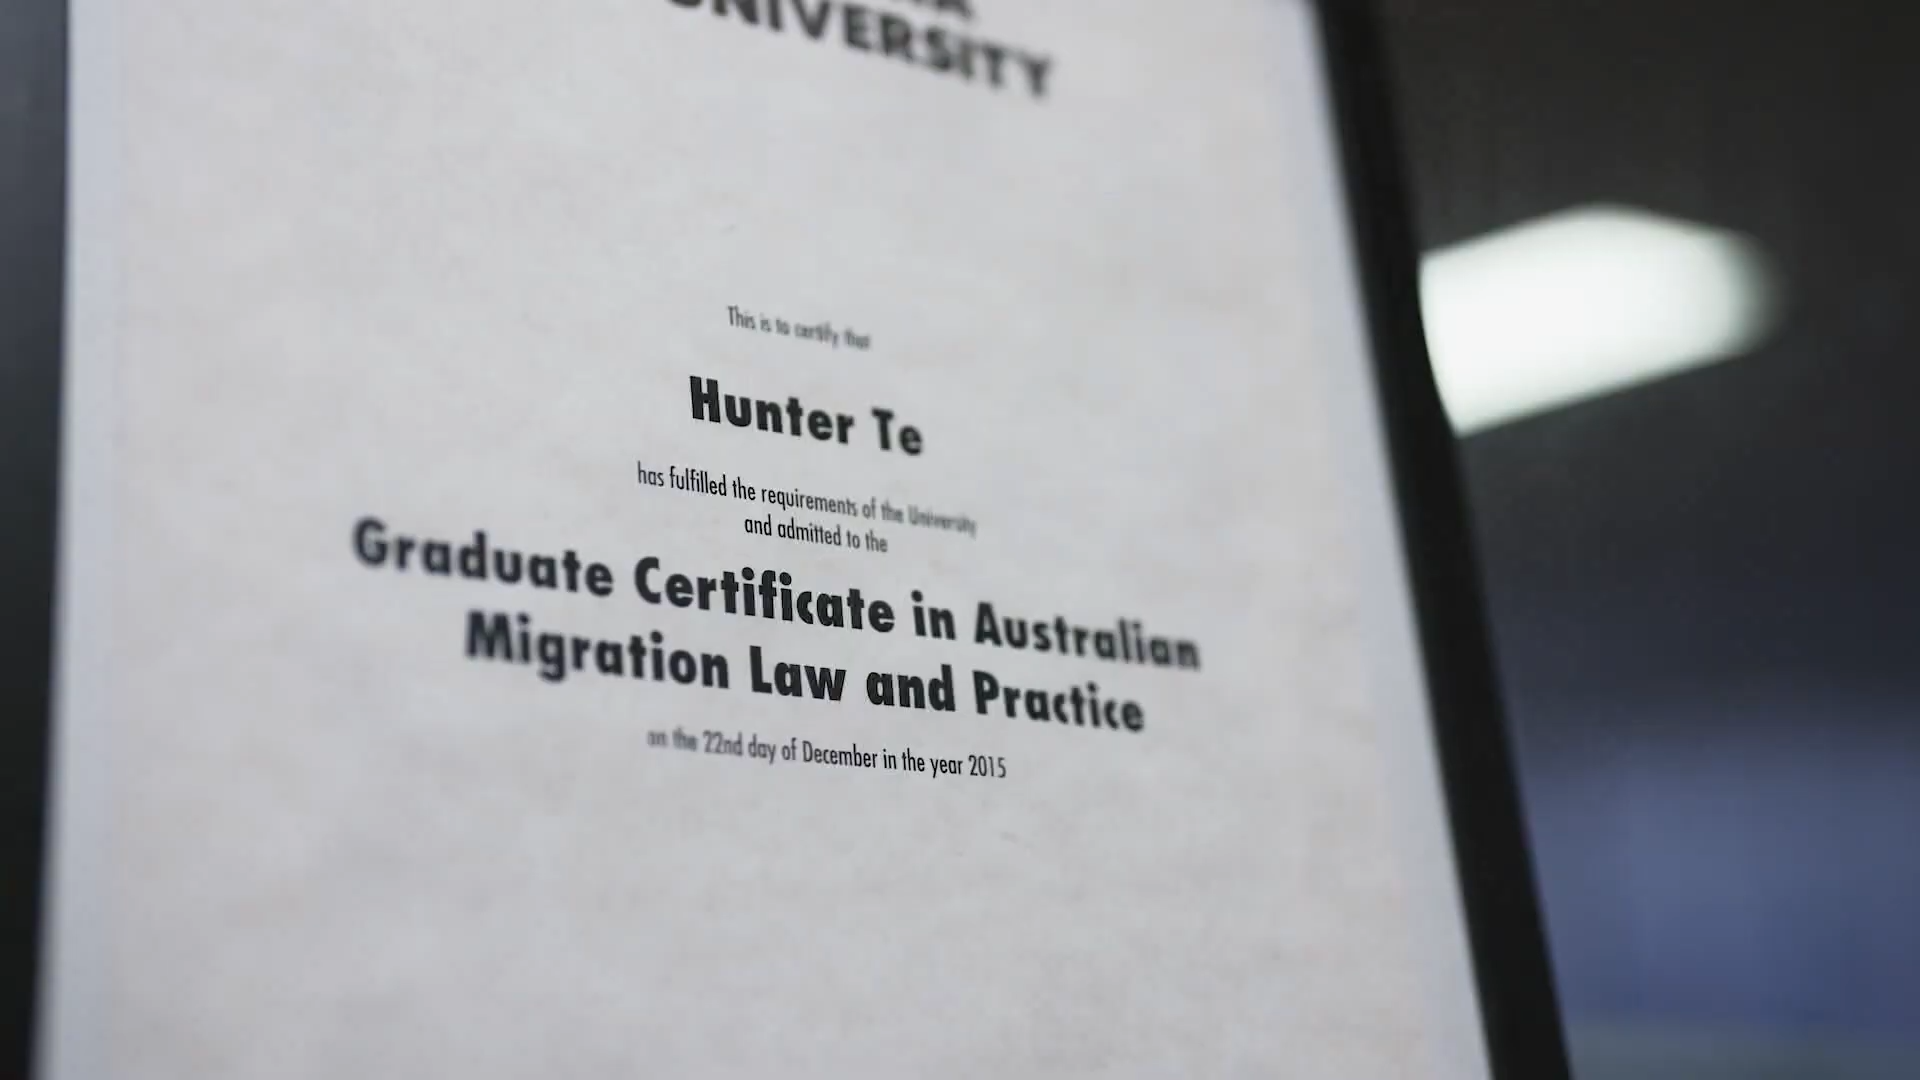 UNIVERSITY
This is to certify that
Hunter Te
has fulfilled the requirements of the University
and admitted to the
Graduate Certificate in Australian
Migration Law and Practice
on the 22nd day of December in the year 2015